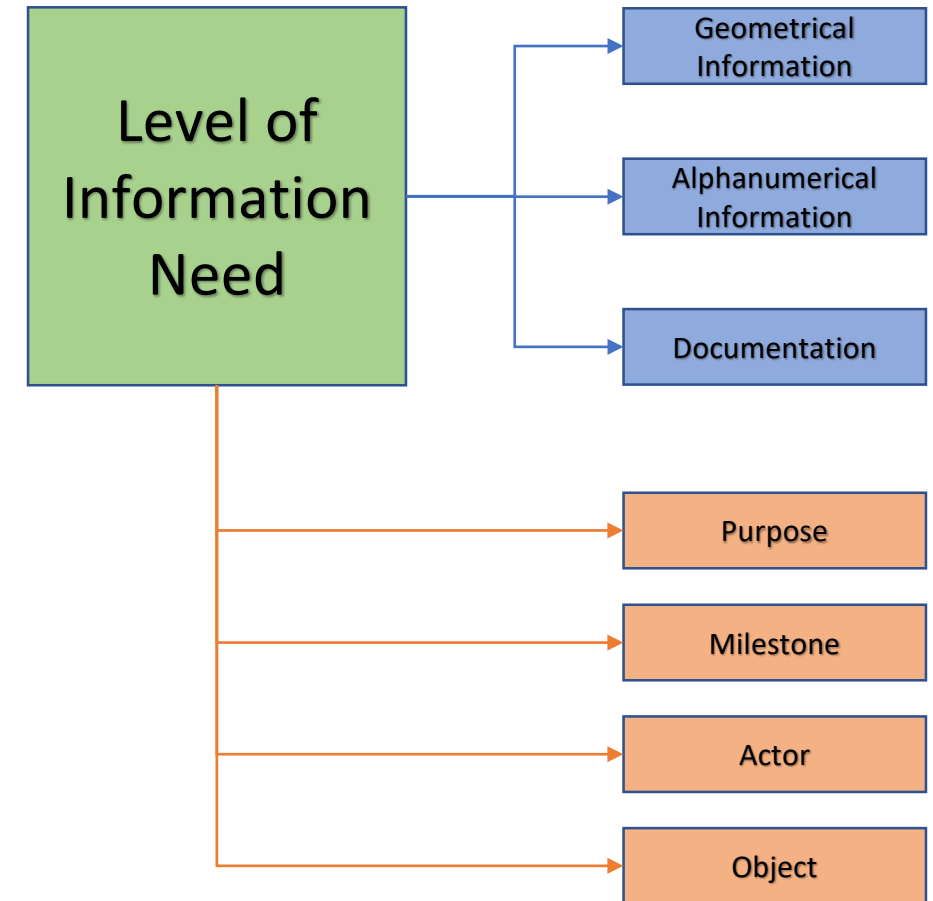 Level of
Information
Need
Geometrical
Information
Alphanumerical
Information
Documentation
Purpose
Milestone
Actor
Object